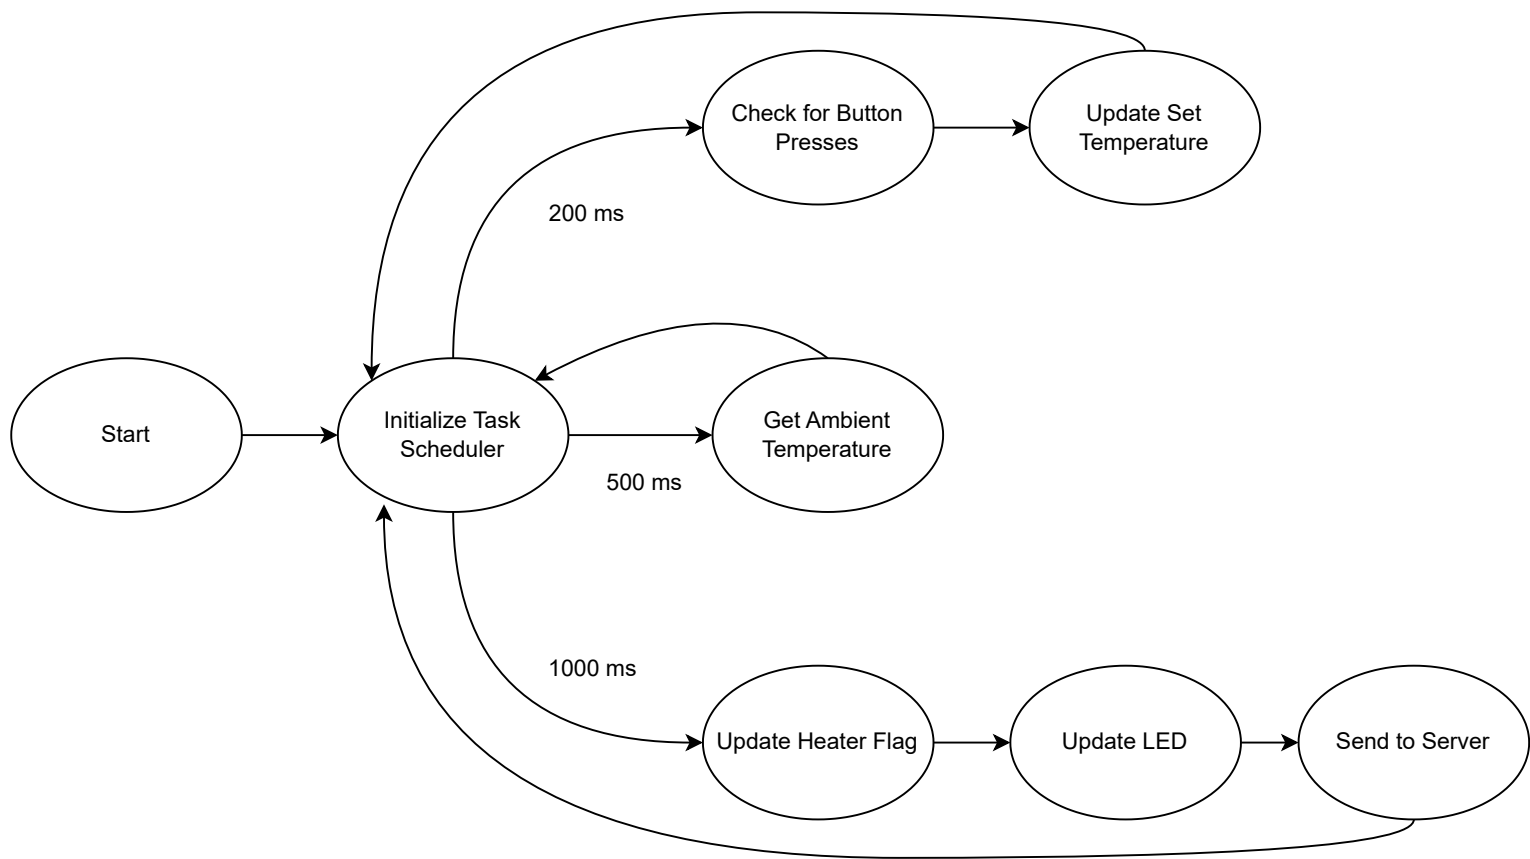 Check for Button
Presses
Update Set
Temperature
200 ms
Start
Initialize Task
Scheduler
Get Ambient
Temperature
500 ms
1000 ms
Update Heater Flag
Update LED
Send to Server